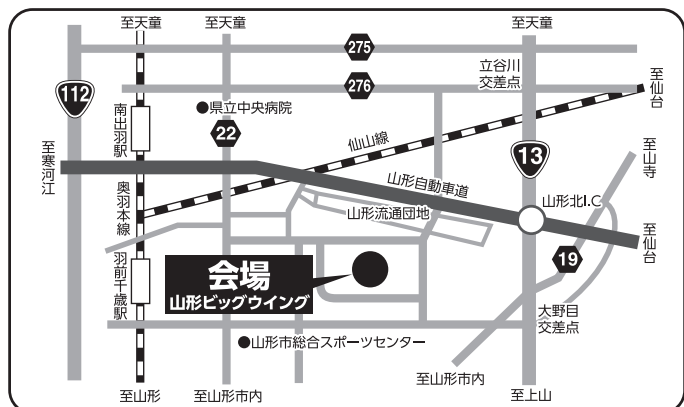 至天童
至天童
至天童
275
立谷川
交差点
276
至仙台
112
県立中央病院
南出羽駅
22
仙山線
13
至山寺
至寒河江
山形自動車道
山形北I.C
奥羽本線
山形流通団地
至仙台
19
会場
山形ビッグウイング
羽前千歳駅
大野目
交差点
山形市総合スポーツセンター
至山形市内
至山形
至山形市内
至上山